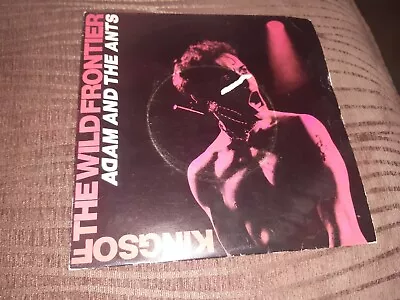 KINGS OF THE WILD FRONTIER
ADAM AND THE ANTS